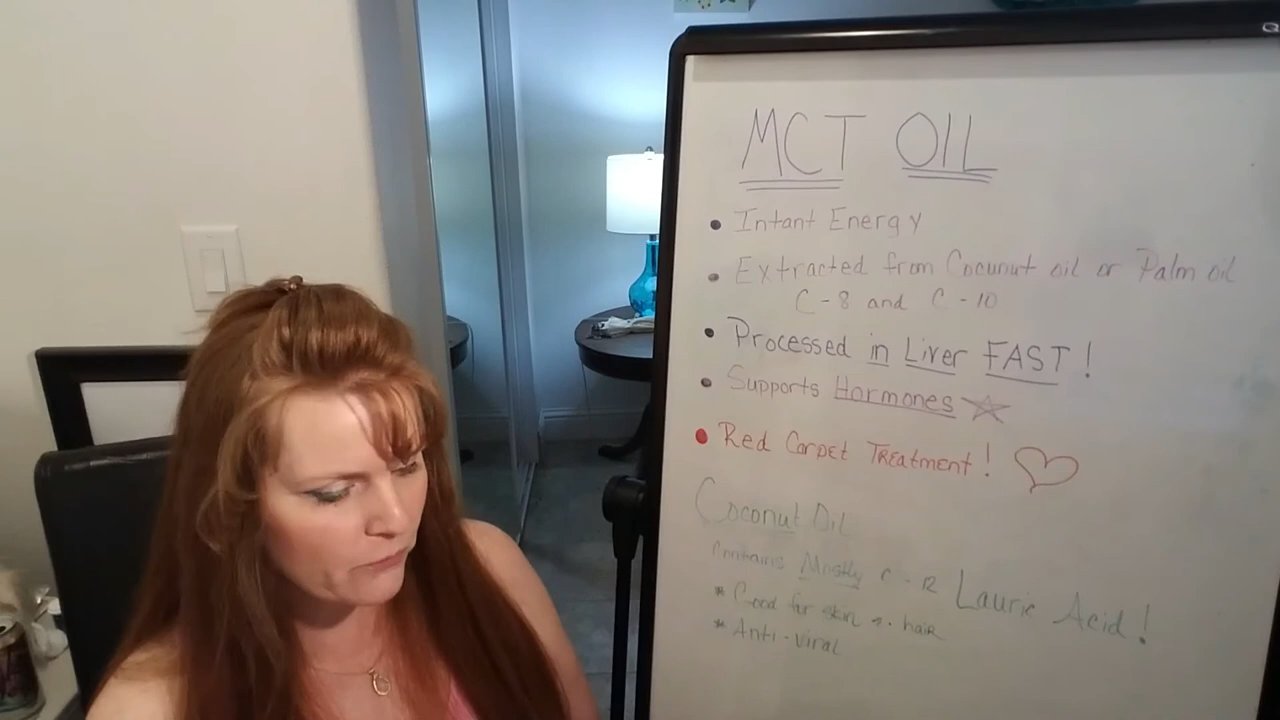 MCT OIL
• Intant Energy
• Extracted from Cocunut oil or Palm oil
C-8 and C-10
• Processed in Liver FAST!
• Supports Hormones
• Red Carpet Treatment!
Coconut Oil
Contains Mostly C-12 Lauric Acid!
* Good for skin + hair
* Anti-viral